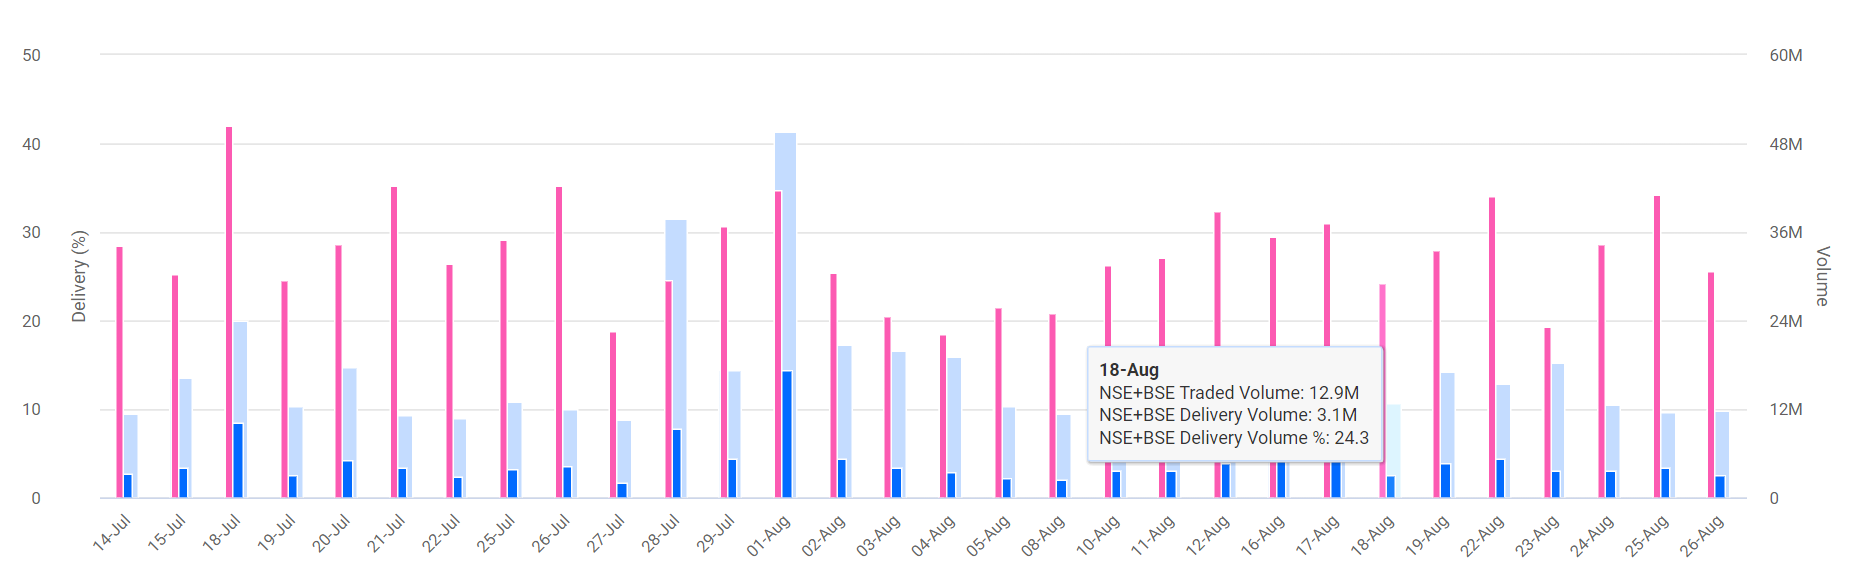 50
40
30
20
10
0
Delivery (%)
60M
48M
36M
24M
12M
0
Volume
18-Aug
NSE+BSE Traded Volume: 12.9M
NSE+BSE Delivery Volume: 3.1M
NSE+BSE Delivery Volume %: 24.3
14-Jul
15-Jul
18-Jul
19-Jul
20-Jul
21-Jul
22-Jul
25-Jul
26-Jul
27-Jul
28-Jul
29-Jul
01-Aug
02-Aug
03-Aug
04-Aug
05-Aug
08-Aug
10-Aug
11-Aug
12-Aug
16-Aug
17-Aug
18-Aug
19-Aug
22-Aug
23-Aug
24-Aug
25-Aug
26-Aug